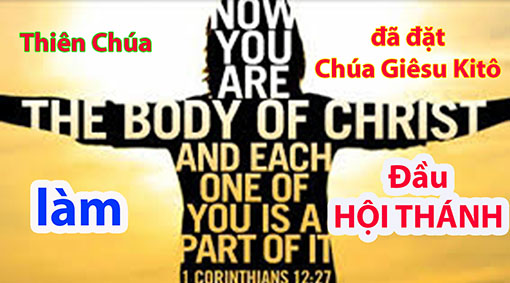 Thiên Chúa
đã đặt
Chúa Giêsu Kitô
làm
Đầu
HỘI THÁNH
NOW
YOU
ARE
THE BODY OF CHRIST
AND EACH
ONE OF
YOU IS A
PART OF IT
1 CORINTHIANS 12:27